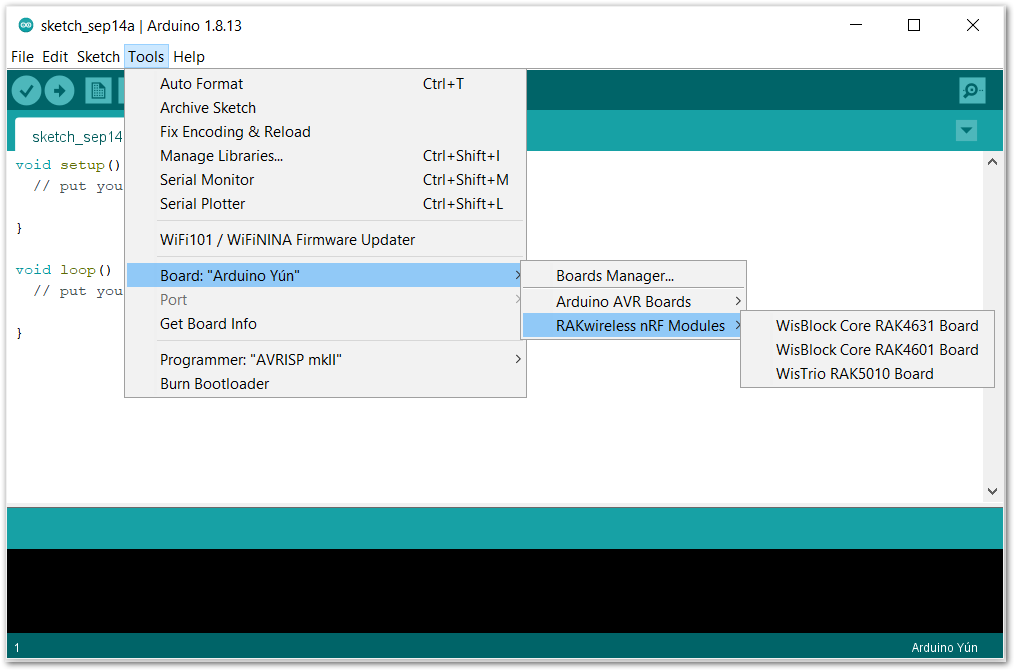 sketch_sep14a | Arduino 1.8.13
File Edit Sketch Tools Help
sketch_sep14
void setup()
// put you
}
void loop()
// put you
}
Auto Format Ctrl+T
Archive Sketch
Fix Encoding & Reload
Manage Libraries... Ctrl+Shift+I
Serial Monitor Ctrl+Shift+M
Serial Plotter Ctrl+Shift+L
WiFi101 / WiFiNINA Firmware Updater
Board: "Arduino Yún"
Port
Get Board Info
Programmer: "AVRISP mkII"
Burn Bootloader
Boards Manager...
Arduino AVR Boards
RAKwireless nRF Modules
WisBlock Core RAK4631 Board
WisBlock Core RAK4601 Board
WisTrio RAK5010 Board
1 Arduino Yún